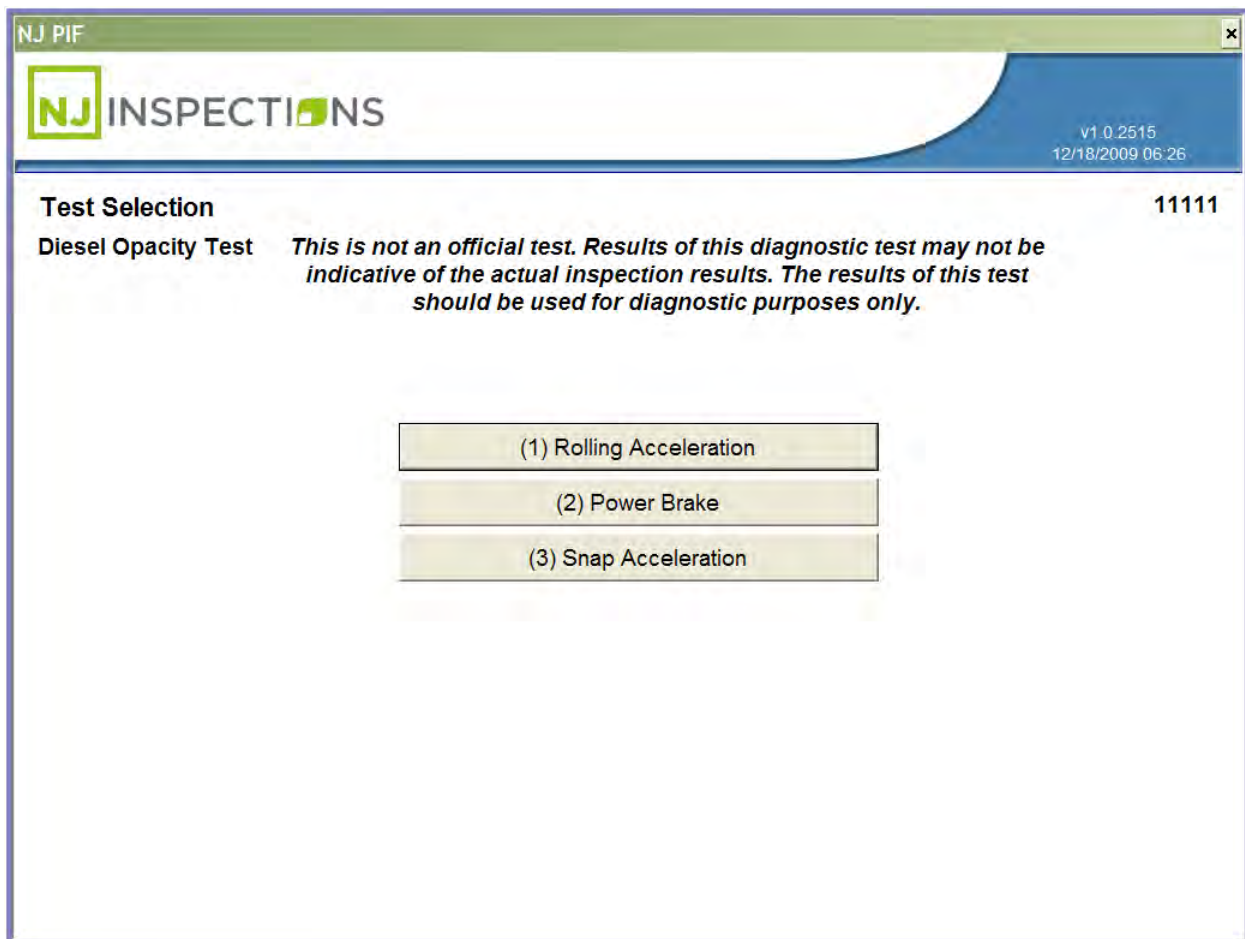 NJ PIF
NJ INSPECTIONS
v1.0.2515
12/18/2009 06:26
Test Selection
11111
Diesel Opacity Test
This is not an official test. Results of this diagnostic test may not be
indicative of the actual inspection results. The results of this test
should be used for diagnostic purposes only.
(1) Rolling Acceleration
(2) Power Brake
(3) Snap Acceleration